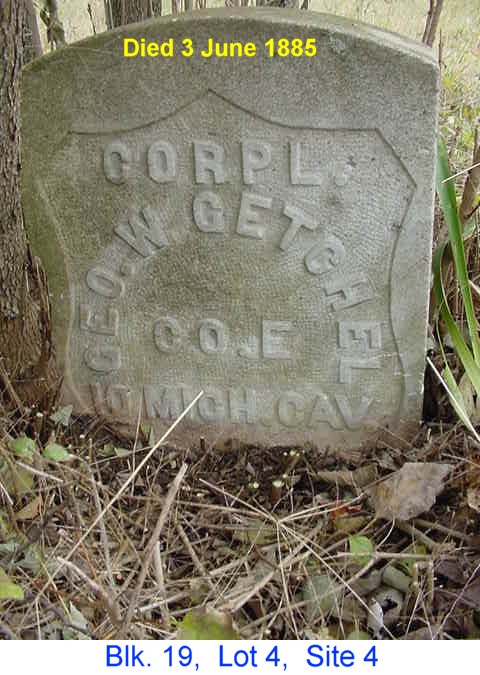 Died 3 June 1885
CORPL.
GEO. W. GETCHEL
CO. E
10 MICH. CAV.
Blk. 19, Lot 4, Site 4